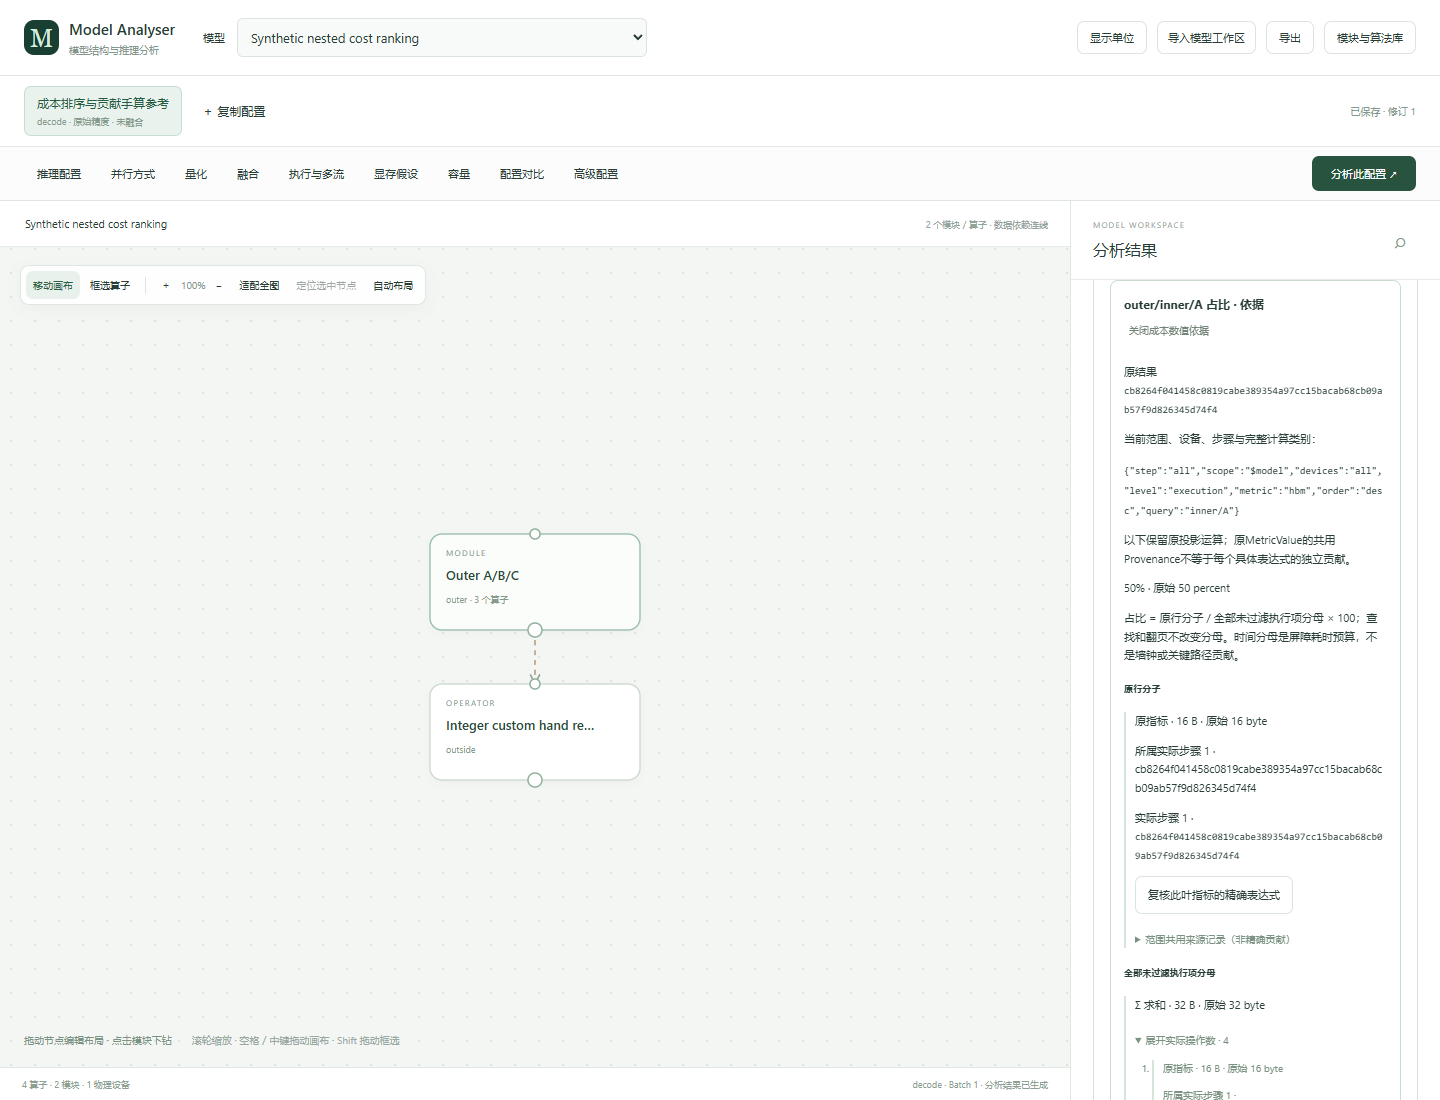 M
Model Analyser
模型结构与推理分析
模型
Synthetic nested cost ranking
显示单位
导入模型工作区
导出
模块与算法库
成本排序与贡献手算参考
decode · 原始精度 · 未融合
+ 复制配置
已保存 · 修订 1
推理配置
并行方式
量化
融合
执行与多流
显存假设
容量
配置对比
高级配置
分析此配置 ↗
Synthetic nested cost ranking
2 个模块 / 算子 · 数据依赖连线
移动画布
框选算子
+
100%
−
适配全图
定位选中节点
自动布局
MODULE
Outer A/B/C
outer · 3 个算子
OPERATOR
Integer custom hand re...
outside
拖动节点编辑布局 · 点击模块下钻
滚轮缩放 · 空格 / 中键拖动画布 · Shift 拖动框选
4 算子 · 2 模块 · 1 物理设备
decode · Batch 1 · 分析结果已生成
MODEL WORKSPACE
分析结果
outer/inner/A 占比 · 依据
关闭成本数值依据
原结果
cb8264f041458c0819cabe389354a97cc15bacab68cb09a
b57f9d826345d74f4
当前范围、设备、步骤与完整计算类别：
{"step":"all","scope":"$model","devices":"all",
"level":"execution","metric":"hbm","order":"des
c","query":"inner/A"}
以下保留原投影运算；原MetricValue的共用
Provenance不等于每个具体表达式的独立贡献。
50% · 原始 50 percent
占比 = 原行分子 / 全部未过滤执行项分母 × 100；查
找和翻页不改变分母。时间分母是屏障耗时预算，不
是墙钟或关键路径贡献。
原行分子
原指标 · 16 B · 原始 16 byte
所属实际步骤 1 ·
cb8264f041458c0819cabe389354a97cc15bacab68c
b09ab57f9d826345d74f4
实际步骤 1 ·
cb8264f041458c0819cabe389354a97cc15bacab68cb0
9ab57f9d826345d74f4
复核此叶指标的精确表达式
▶ 范围共用来源记录（非精确贡献）
全部未过滤执行项分母
Σ 求和 · 32 B · 原始 32 byte
▼ 展开实际操作数 · 4
1. 原指标 · 16 B · 原始 16 byte
所属实际步骤 1 ·